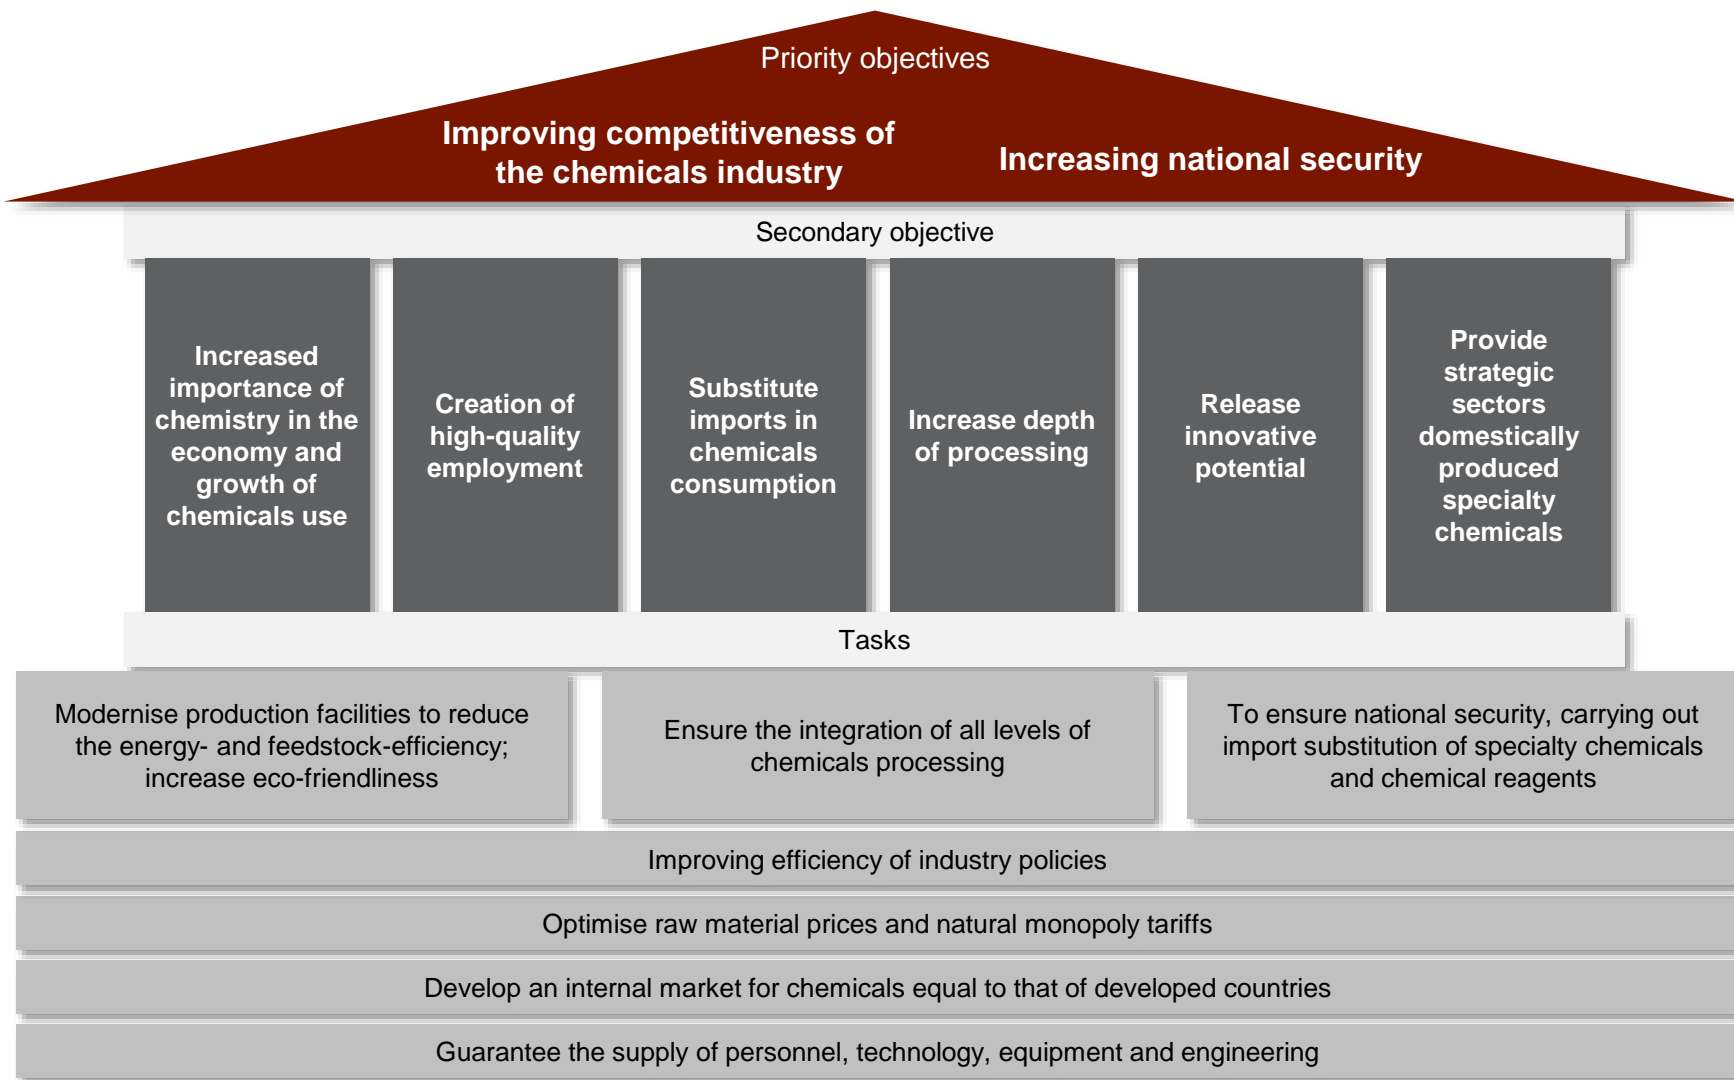 Priority objectives
Improving competitiveness of
the chemicals industry
Increasing national security
Secondary objective
Increased
importance of
chemistry in the
economy and
growth of
chemicals use
Creation of
high-quality
employment
Substitute
imports in
chemicals
consumption
Increase depth
of processing
Release
innovative
potential
Provide
strategic
sectors
domestically
produced
specialty
chemicals
Tasks
Modernise production facilities to reduce
the energy- and feedstock-efficiency;
increase eco-friendliness
Ensure the integration of all levels of
chemicals processing
To ensure national security, carrying out
import substitution of specialty chemicals
and chemical reagents
Improving efficiency of industry policies
Optimise raw material prices and natural monopoly tariffs
Develop an internal market for chemicals equal to that of developed countries
Guarantee the supply of personnel, technology, equipment and engineering